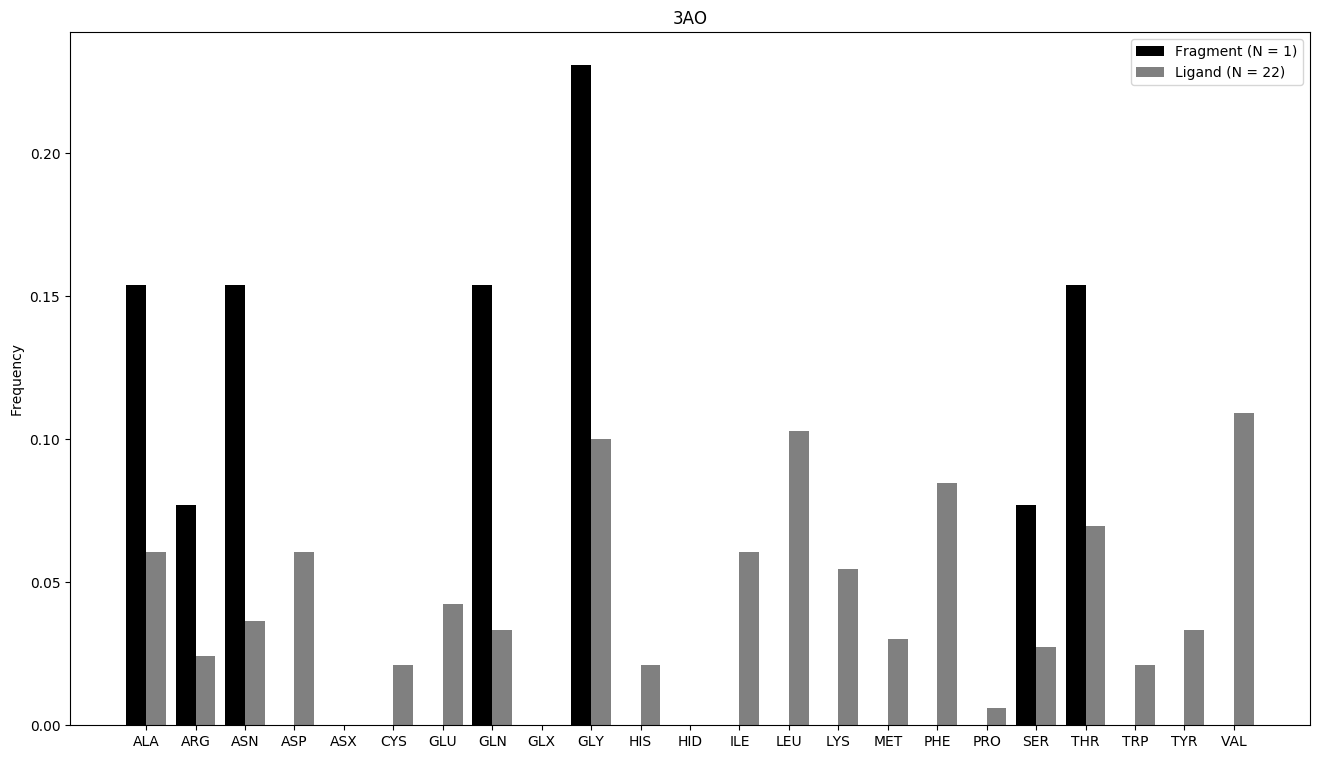 3AO
Fragment (N = 1)
Ligand (N = 22)
Frequency
0.20
0.15
0.10
0.05
0.00
ALA ARG ASN ASP ASX CYS GLU GLN GLX GLY HIS HID ILE LEU LYS MET PHE PRO SER THR TRP TYR VAL